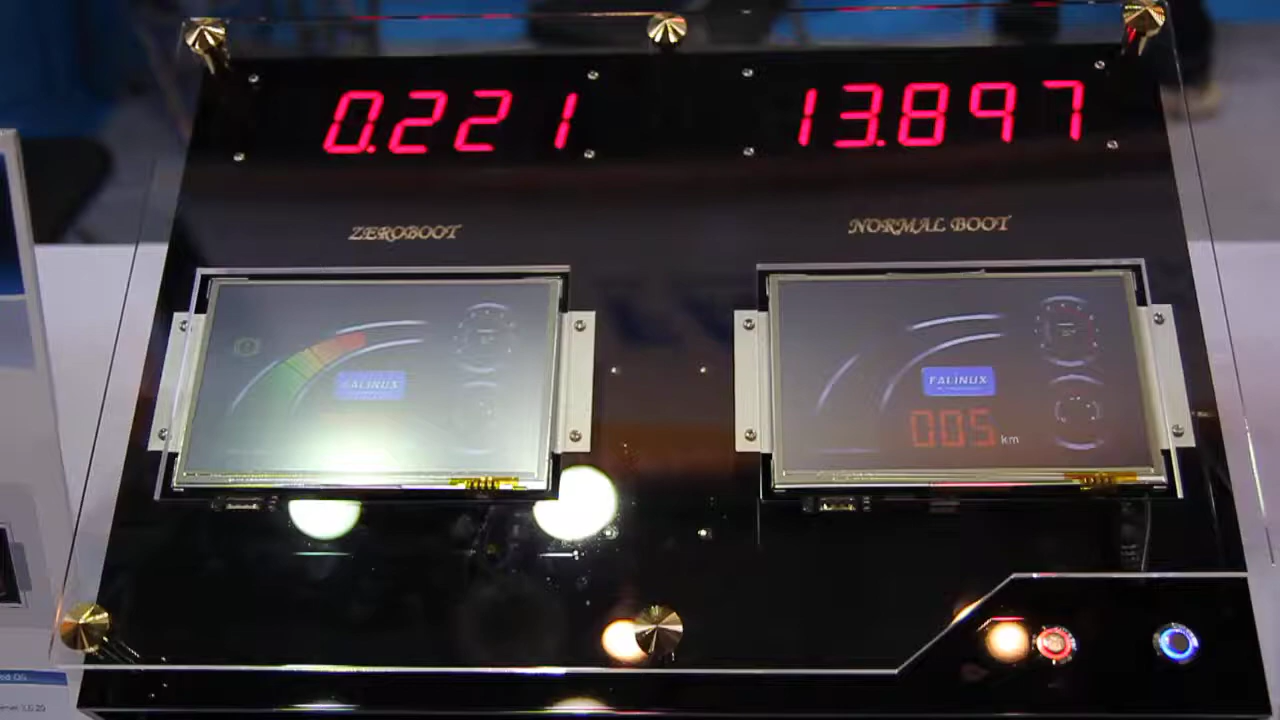 0.221
13.897
ZEROBOOT
NORMAL BOOT
FALINUX
FALINUX
005 km